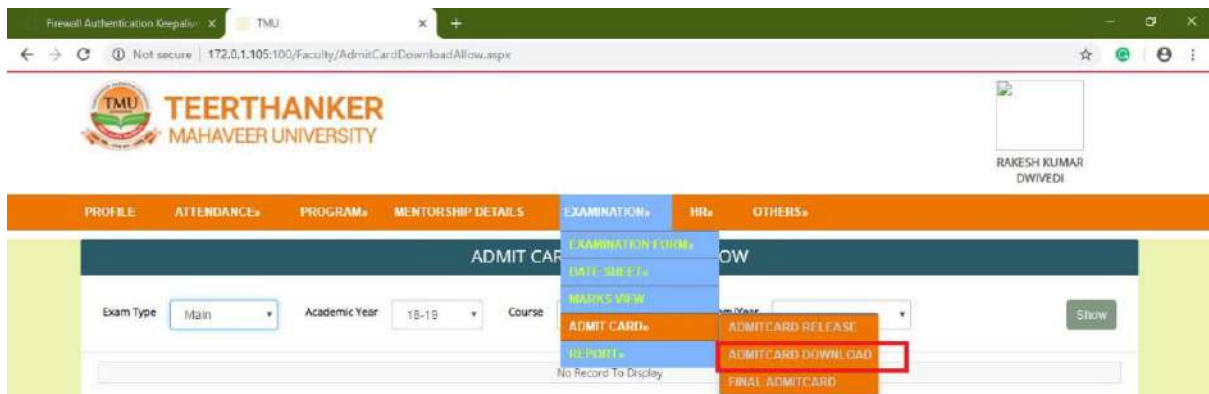 Firewall Authentication Keepalive
TMU
Not secure | 172.0.1.105:100/Faculty/AdmitCardDownloadAllow.aspx
TMU
TEERTHANKER
MAHAVEER UNIVERSITY
RAKESH KUMAR
DWIVEDI
PROFILE ATTENDANCE» PROGRAM» MENTORSHIP DETAILS EXAMINATION» HR» OTHERS»
ADMIT CAR OW
EXAMINATION FORM»
DATE SHEET»
MARKS VIEW
ADMIT CARD»
REPORT»
ADMITCARD RELEASE
ADMITCARD DOWNLOAD
FINAL ADMITCARD
Exam Type Main Academic Year 18-19 Course Show
No Record To Display